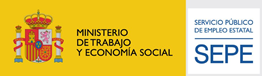 MINISTERIO
DE TRABAJO
Y ECONOMÍA SOCIAL
SERVICIO PÚBLICO
DE EMPLEO ESTATAL
SEPE